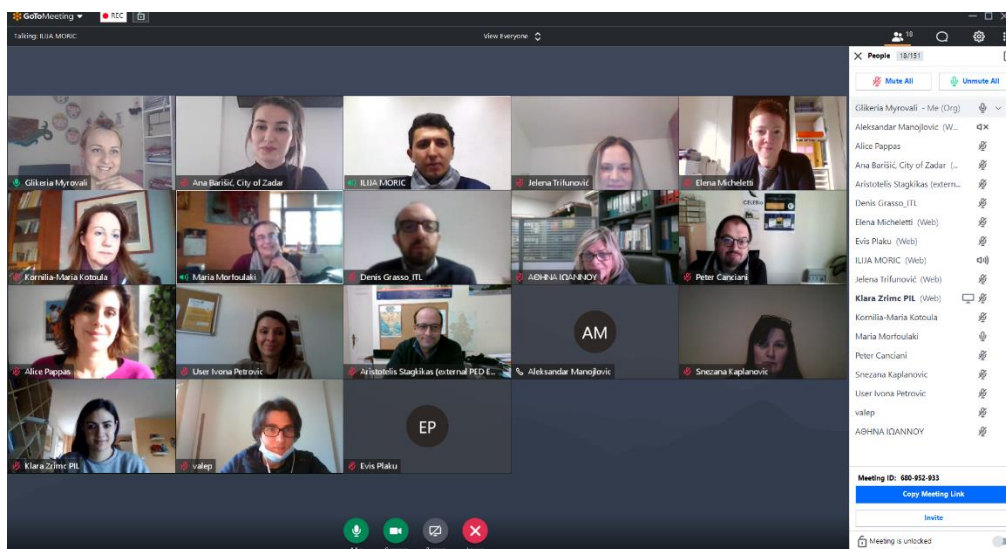 GoToMeeting
REC
Talking: ILIJA MORIC
View Everyone
18
Glikeria Myrovali
Ana Barišić, City of Zadar
ILIJA MORIC
Jelena Trifunović
Elena Micheletti
Kornilia-Maria Kotoula
Maria Morfoulaki
Denis Grasso_ITL
CELEBio
ΑΘΗΝΑ ΙΩΑΝΝΟΥ
Peter Canciani
Alice Pappas
User Ivona Petrovic
Aristotelis Stagkikas (external PED E...
AM
Aleksandar Manojlovic
Snezana Kaplanovic
Klara Zrimc PIL
valep
EP
Evis Plaku
People 18/151
Mute All
Unmute All
Glikeria Myrovali - Me (Org)
Aleksandar Manojlovic (W...
Alice Pappas
Ana Barišić, City of Zadar (...
Aristotelis Stagkikas (extern...
Denis Grasso_ITL
Elena Micheletti (Web)
Evis Plaku (Web)
ILIJA MORIC (Web)
Jelena Trifunović (Web)
Klara Zrimc PIL (Web)
Kornilia-Maria Kotoula
Maria Morfoulaki
Peter Canciani
Snezana Kaplanovic
User Ivona Petrovic
valep
ΑΘΗΝΑ ΙΩΑΝΝΟΥ
Meeting ID: 680-952-933
Copy Meeting Link
Invite
Meeting is unlocked